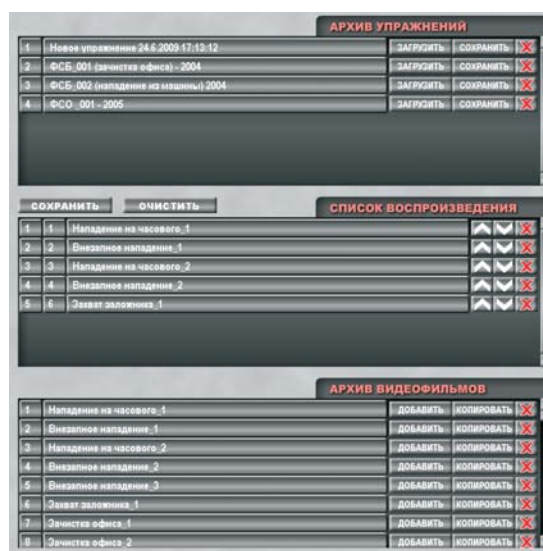 АРХИВ УПРАЖНЕНИЙ
1 Новое упражнение 24.6.2009 17:13:12 ЗАГРУЗИТЬ СОХРАНИТЬ X
2 ФСБ_001 (зачистка офиса) - 2004 ЗАГРУЗИТЬ СОХРАНИТЬ X
3 ФСБ_002 (нападение из машины) 2004 ЗАГРУЗИТЬ СОХРАНИТЬ X
4 ФСО _001 - 2005 ЗАГРУЗИТЬ СОХРАНИТЬ X
СОХРАНИТЬ ОЧИСТИТЬ СПИСОК ВОСПРОИЗВЕДЕНИЯ
1 1 Нападение на часового_1 X
2 2 Внезапное нападение_1 X
3 3 Нападение на часового_2 X
4 4 Внезапное нападение_2 X
5 6 Захват заложника_1 X
АРХИВ ВИДЕОФИЛЬМОВ
1 Нападение на часового_1 ДОБАВИТЬ КОПИРОВАТЬ X
2 Внезапное нападение_1 ДОБАВИТЬ КОПИРОВАТЬ X
3 Нападение на часового_2 ДОБАВИТЬ КОПИРОВАТЬ X
4 Внезапное нападение_2 ДОБАВИТЬ КОПИРОВАТЬ X
5 Внезапное нападение_3 ДОБАВИТЬ КОПИРОВАТЬ X
6 Захват заложника_1 ДОБАВИТЬ КОПИРОВАТЬ X
7 Зачистка офиса_1 ДОБАВИТЬ КОПИРОВАТЬ X
8 Зачистка офиса_2 ДОБАВИТЬ КОПИРОВАТЬ X